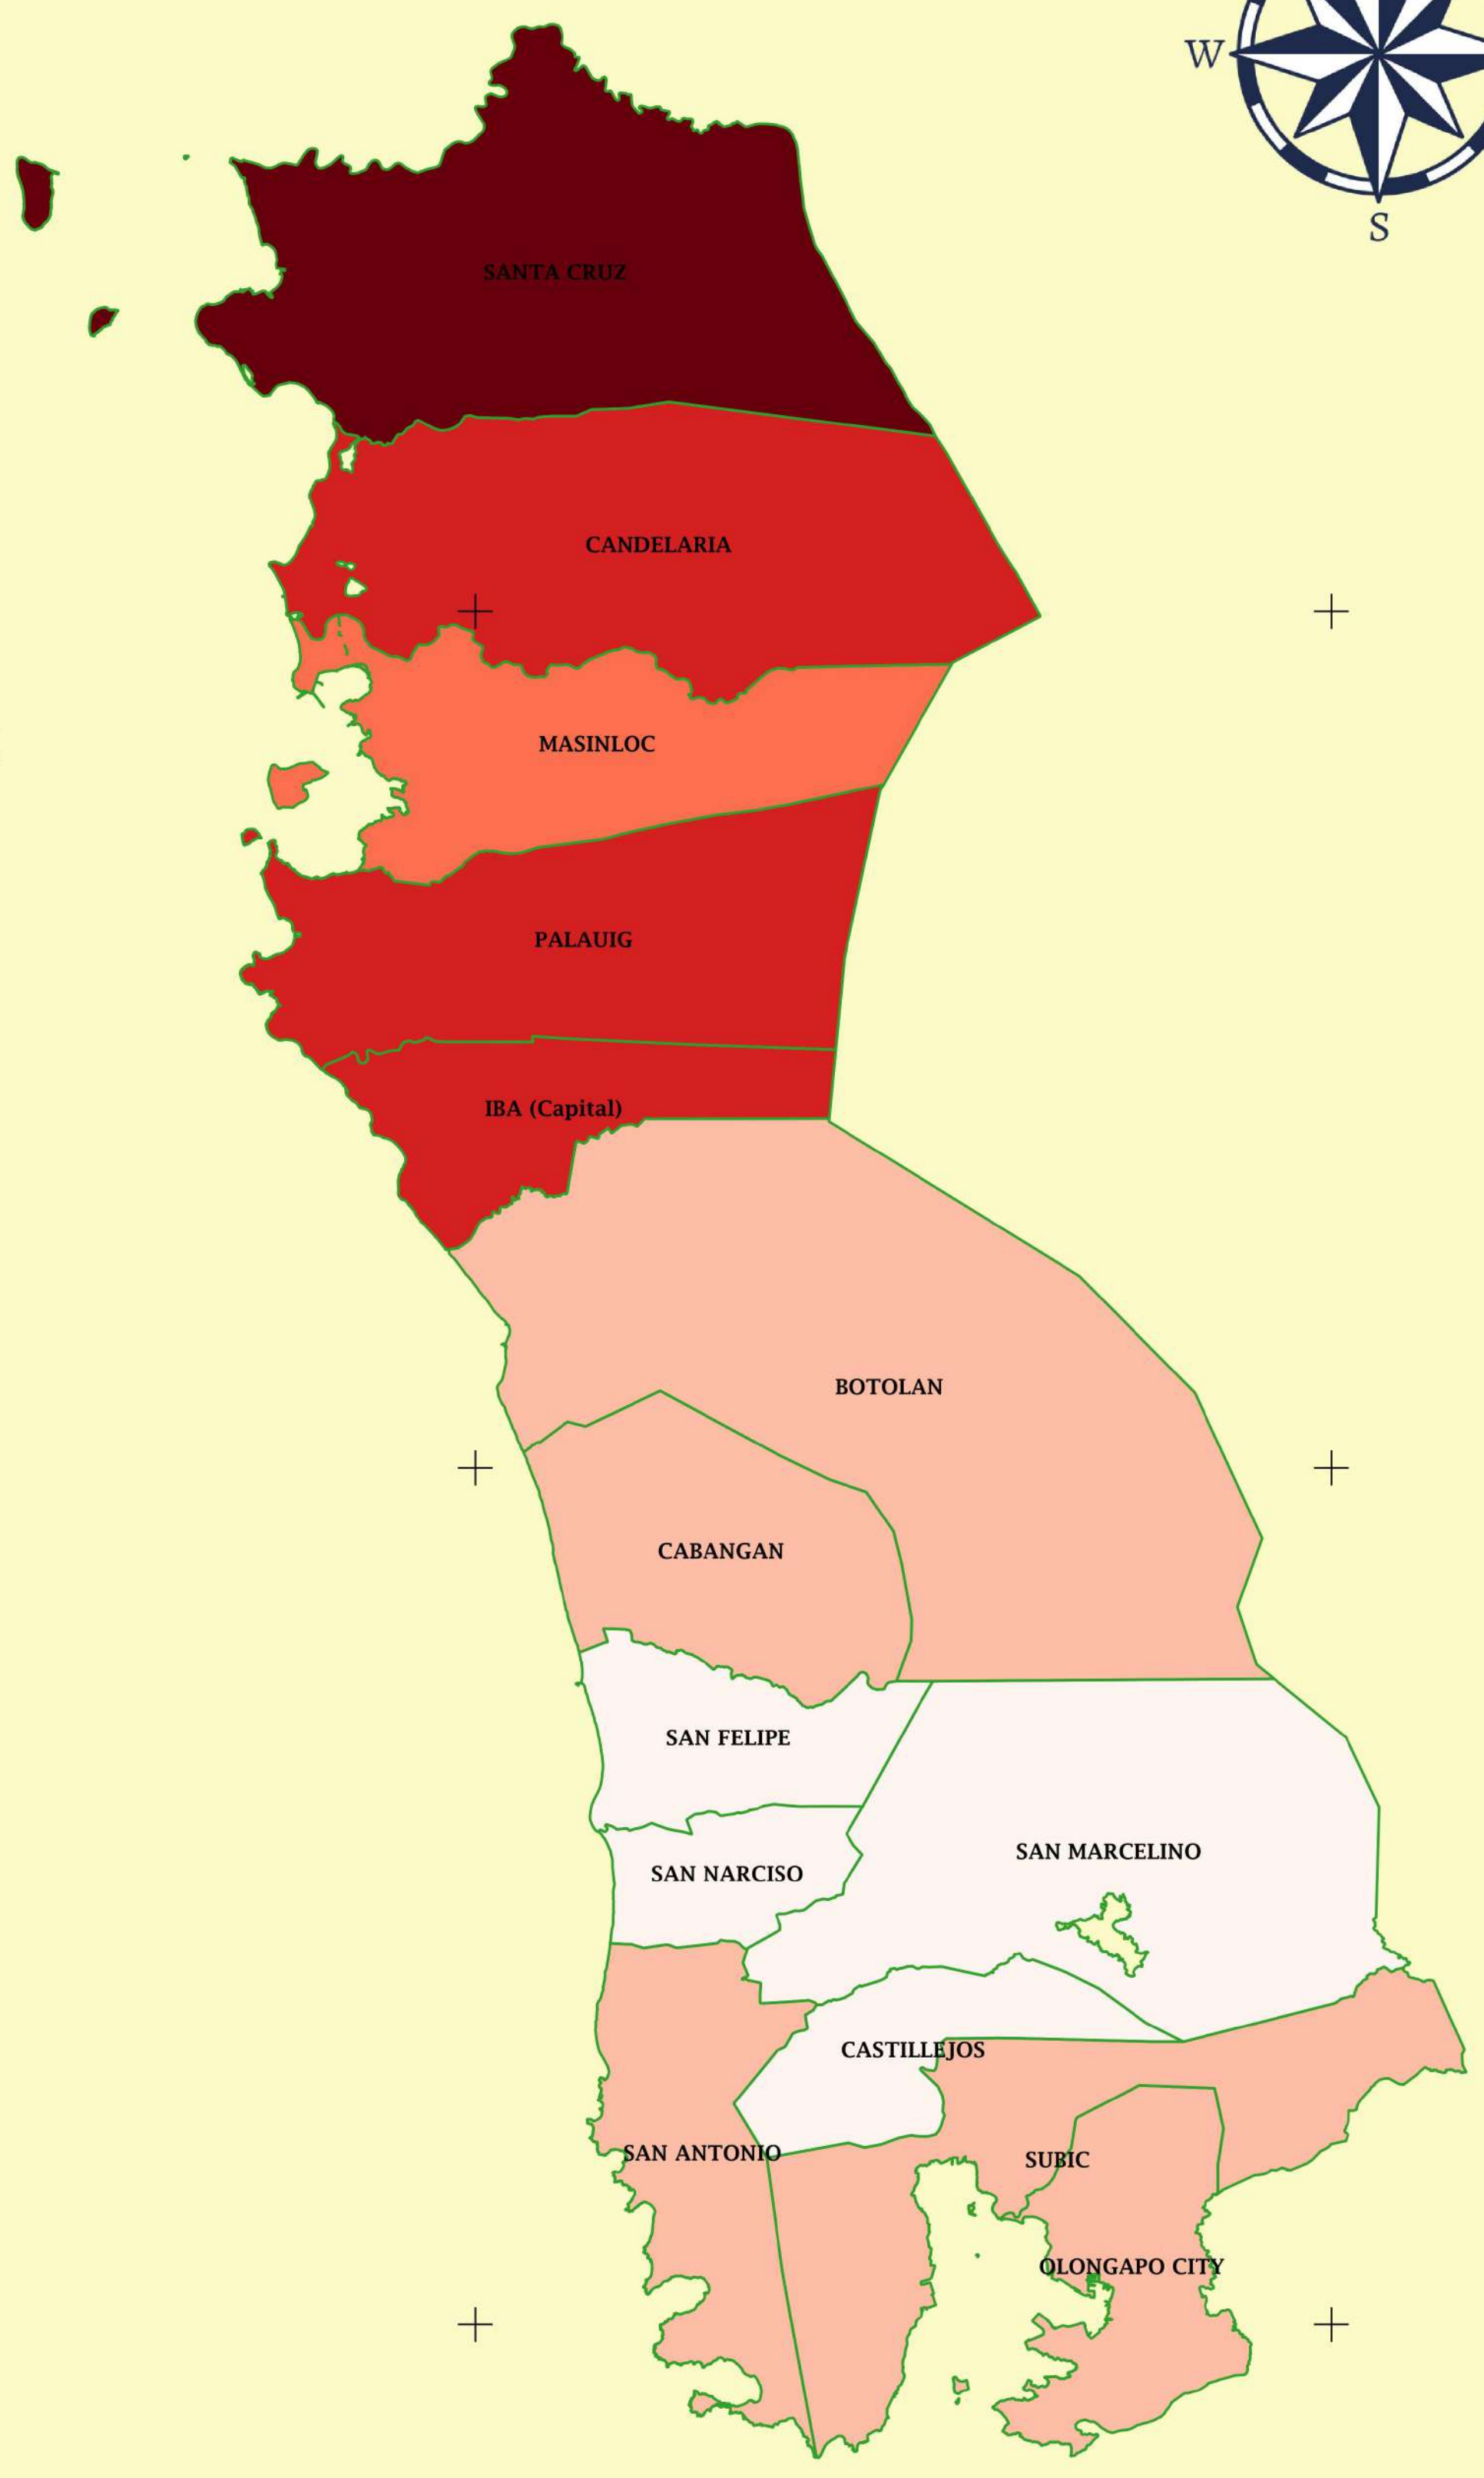 W
S
SANTA CRUZ
CANDELARIA
MASINLOC
PALAUIG
IBA (Capital)
BOTOLAN
CABANGAN
SAN FELIPE
SAN MARCELINO
SAN NARCISO
CASTILLEJOS
SAN ANTONIO
SUBIC
OLONGAPO CITY